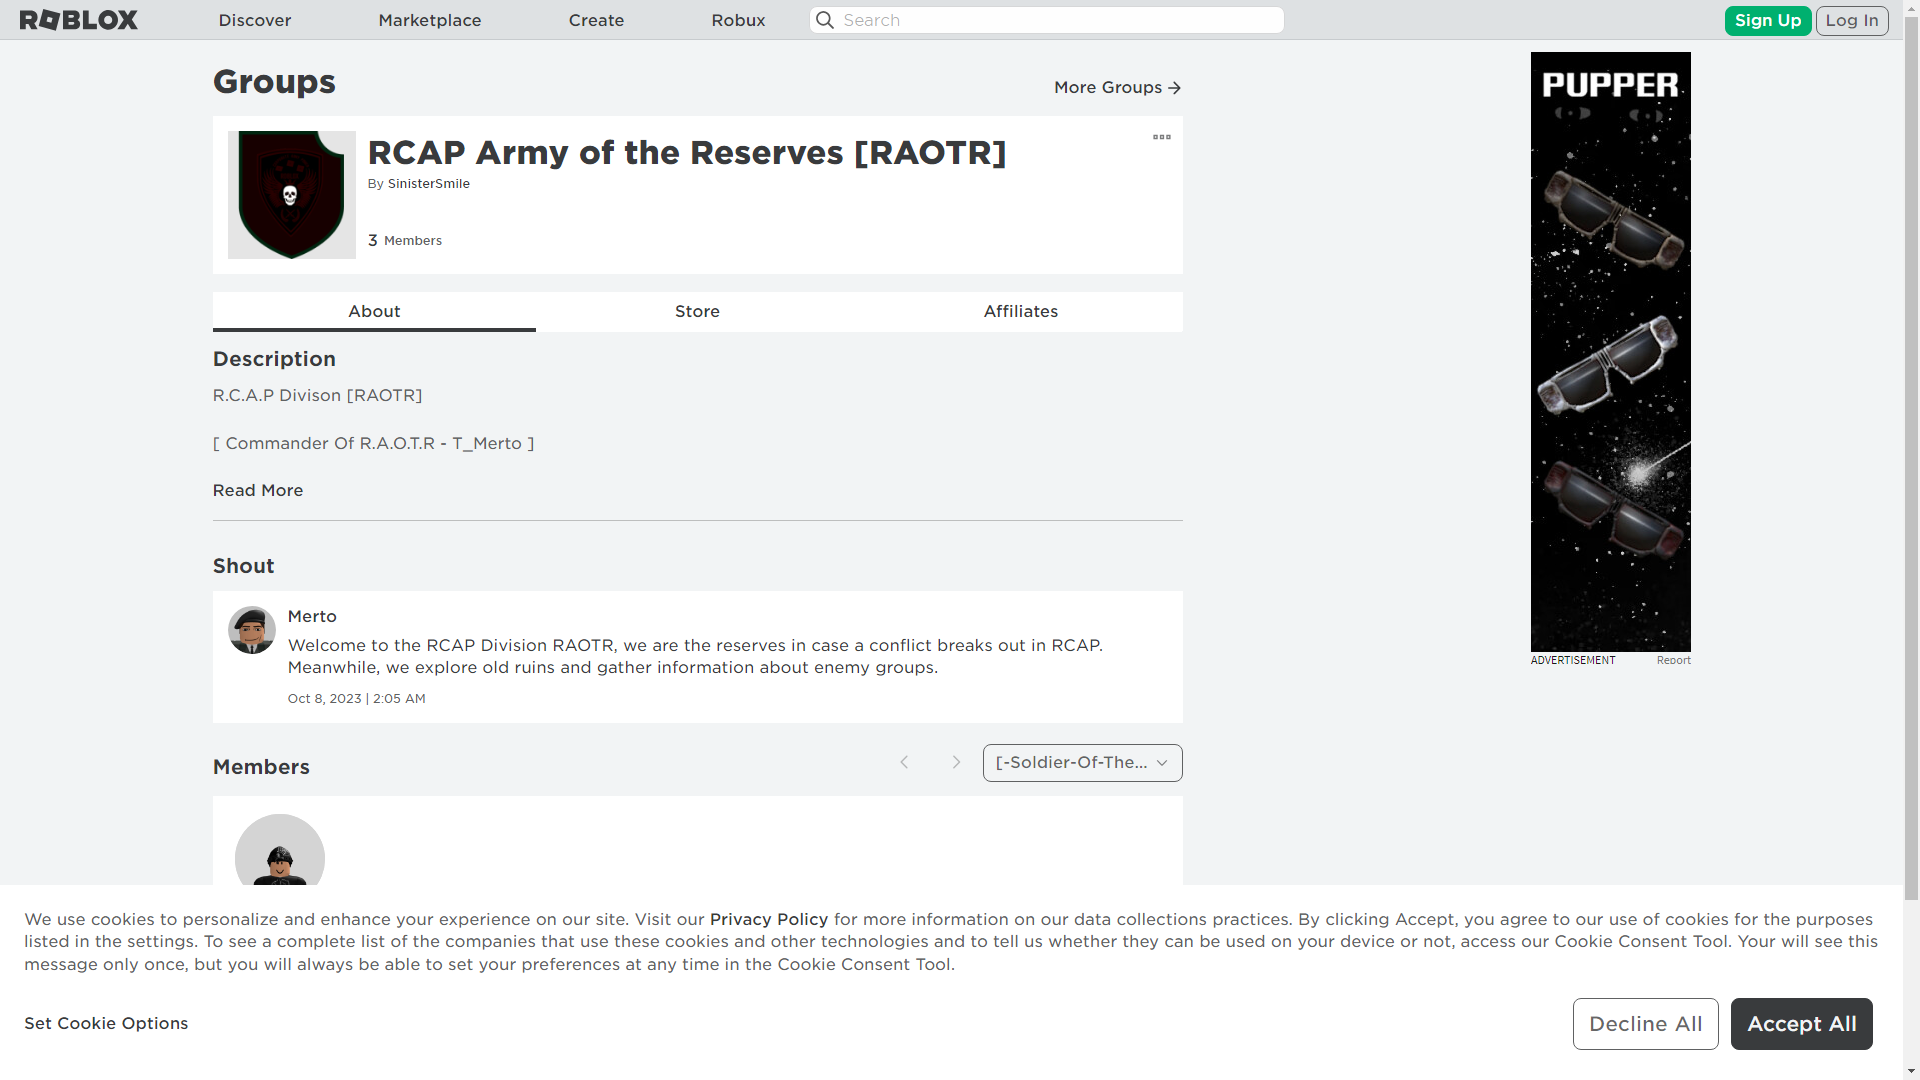 ROBLOX
Discover
Marketplace
Create
Robux
Search
Sign Up
Log In
Groups
More Groups
RCAP Army of the Reserves [RAOTR]
By SinisterSmile
3 Members
About
Store
Affiliates
Description
R.C.A.P Divison [RAOTR]
[ Commander Of R.A.O.T.R - T_Merto ]
Read More
Shout
Merto
Welcome to the RCAP Division RAOTR, we are the reserves in case a conflict breaks out in RCAP.
Meanwhile, we explore old ruins and gather information about enemy groups.
Oct 8, 2023 | 2:05 AM
Members
[-Soldier-Of-The...
PUPPER
ADVERTISEMENT
Report
We use cookies to personalize and enhance your experience on our site. Visit our Privacy Policy for more information on our data collections practices. By clicking Accept, you agree to our use of cookies for the purposes
listed in the settings. To see a complete list of the companies that use these cookies and other technologies and to tell us whether they can be used on your device or not, access our Cookie Consent Tool. Your will see this
message only once, but you will always be able to set your preferences at any time in the Cookie Consent Tool.
Set Cookie Options
Decline All
Accept All